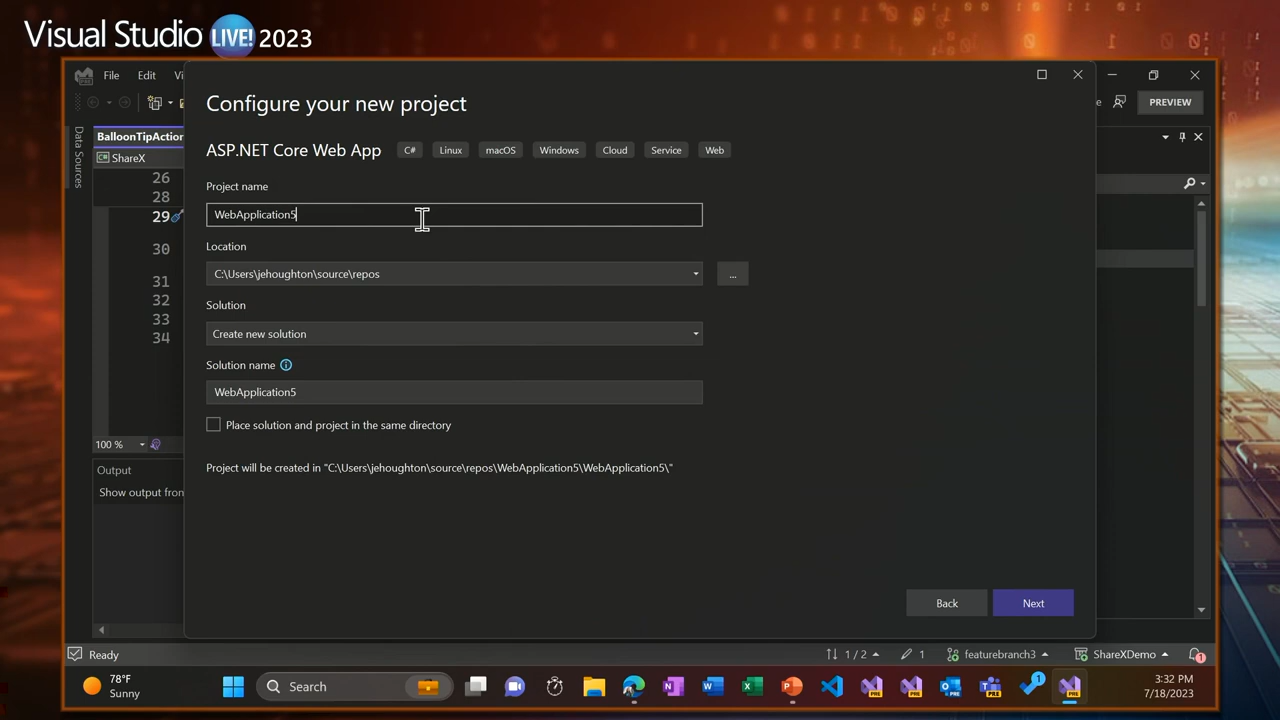 Visual Studio LIVE! 2023
File Edit Vi
PREVIEW
Data Sources
BalloonTipAction
ShareX
26
28
29
30
31
32
33
34
100 %
Output
Show output from
Configure your new project
ASP.NET Core Web App C# Linux macOS Windows Cloud Service Web
Project name
WebApplication5
Location
C:\Users\jehoughton\source\repos
...
Solution
Create new solution
Solution name
WebApplication5
Place solution and project in the same directory
Project will be created in "C:\Users\jehoughton\source\repos\WebApplication5\WebApplication5\"
Back Next
Ready 1 / 2 1 featurebranch3 ShareXDemo 1
78°F
Sunny
Search
1
3:32 PM
7/18/2023